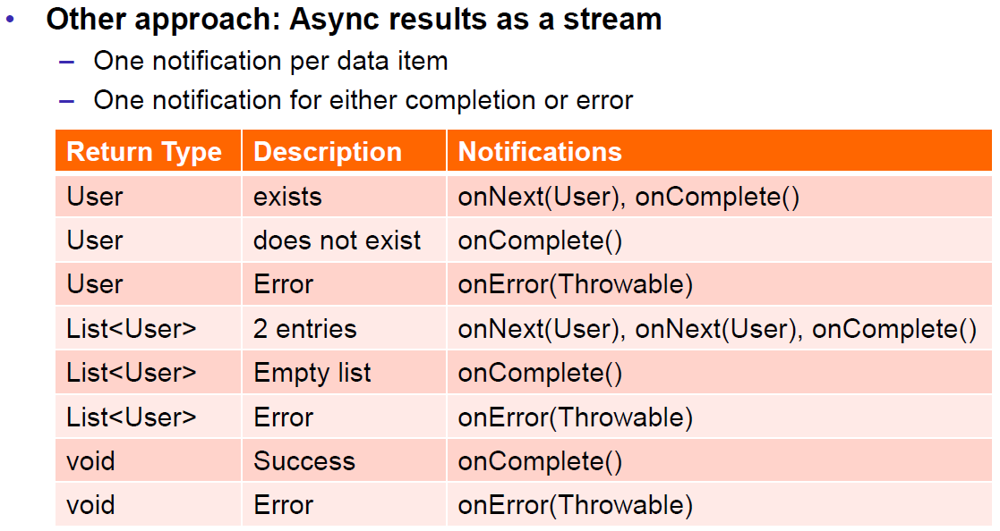 • Other approach: Async results as a stream
– One notification per data item
– One notification for either completion or error
Return Type Description Notifications
User exists onNext(User), onComplete()
User does not exist onComplete()
User Error onError(Throwable)
List<User> 2 entries onNext(User), onNext(User), onComplete()
List<User> Empty list onComplete()
List<User> Error onError(Throwable)
void Success onComplete()
void Error onError(Throwable)